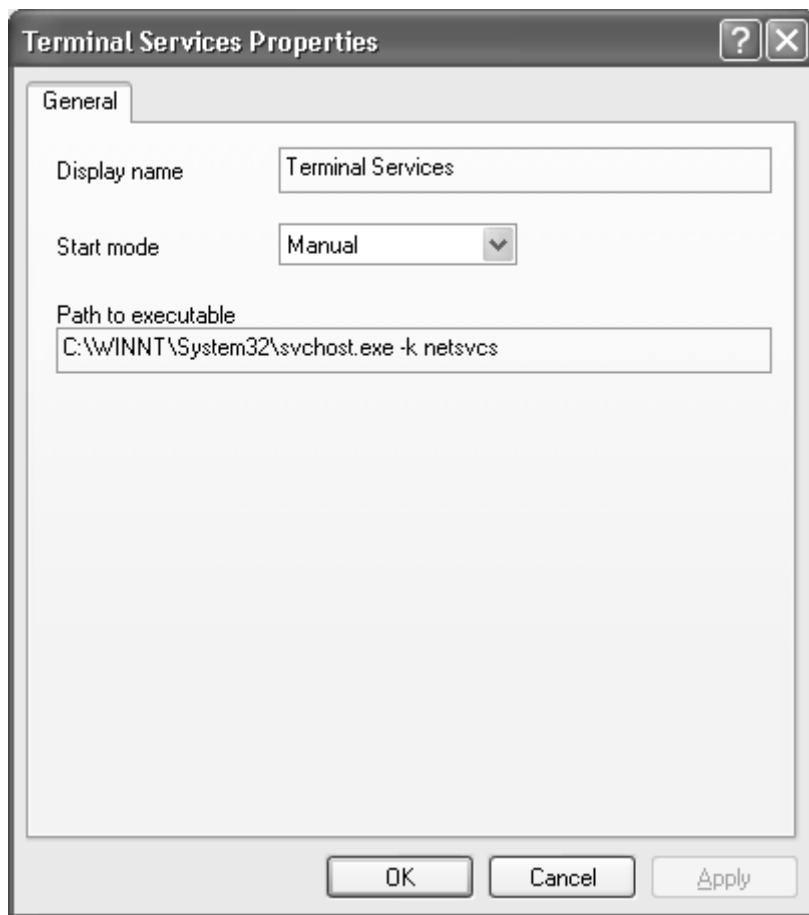 Terminal Services Properties
General
Display name Terminal Services
Start mode Manual
Path to executable
C:\WINNT\System32\svchost.exe -k netsvcs
OK Cancel Apply